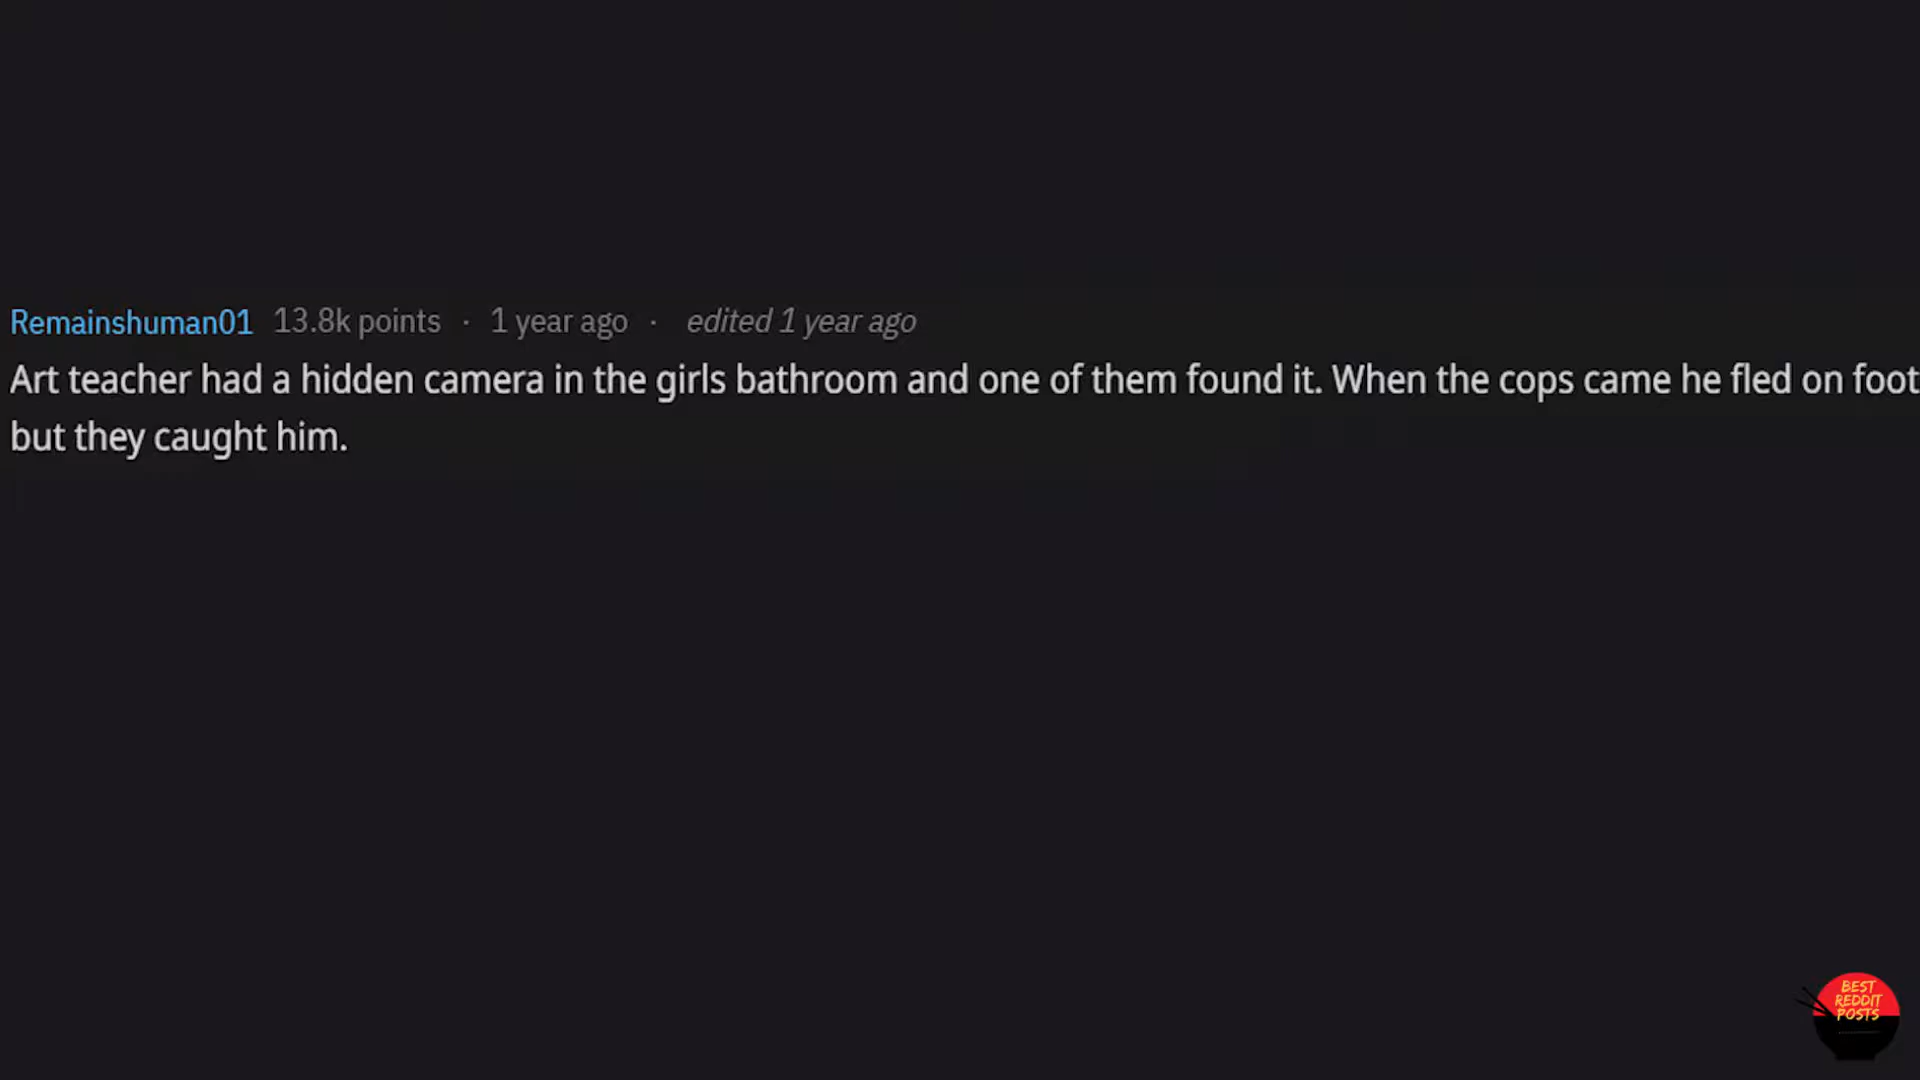 Remainshuman01 13.8k points · 1 year ago · edited 1 year ago
Art teacher had a hidden camera in the girls bathroom and one of them found it. When the cops came he fled on foot
but they caught him.
BEST
REDDIT
POSTS